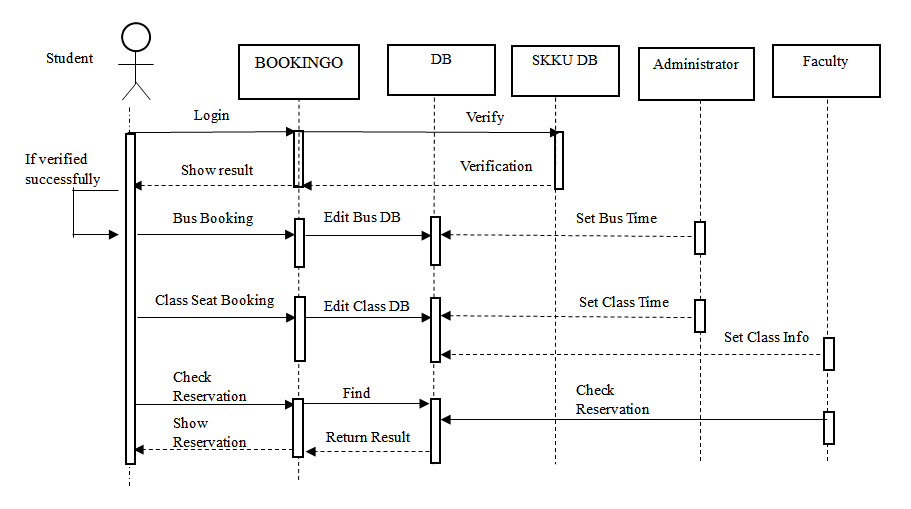 Student
BOOKINGO
DB
SKKU DB
Administrator
Faculty
Login
Verify
If verified
successfully
Show result
Verification
Bus Booking
Edit Bus DB
Set Bus Time
Class Seat Booking
Edit Class DB
Set Class Time
Set Class Info
Check
Reservation
Find
Check
Reservation
Show
Reservation
Return Result